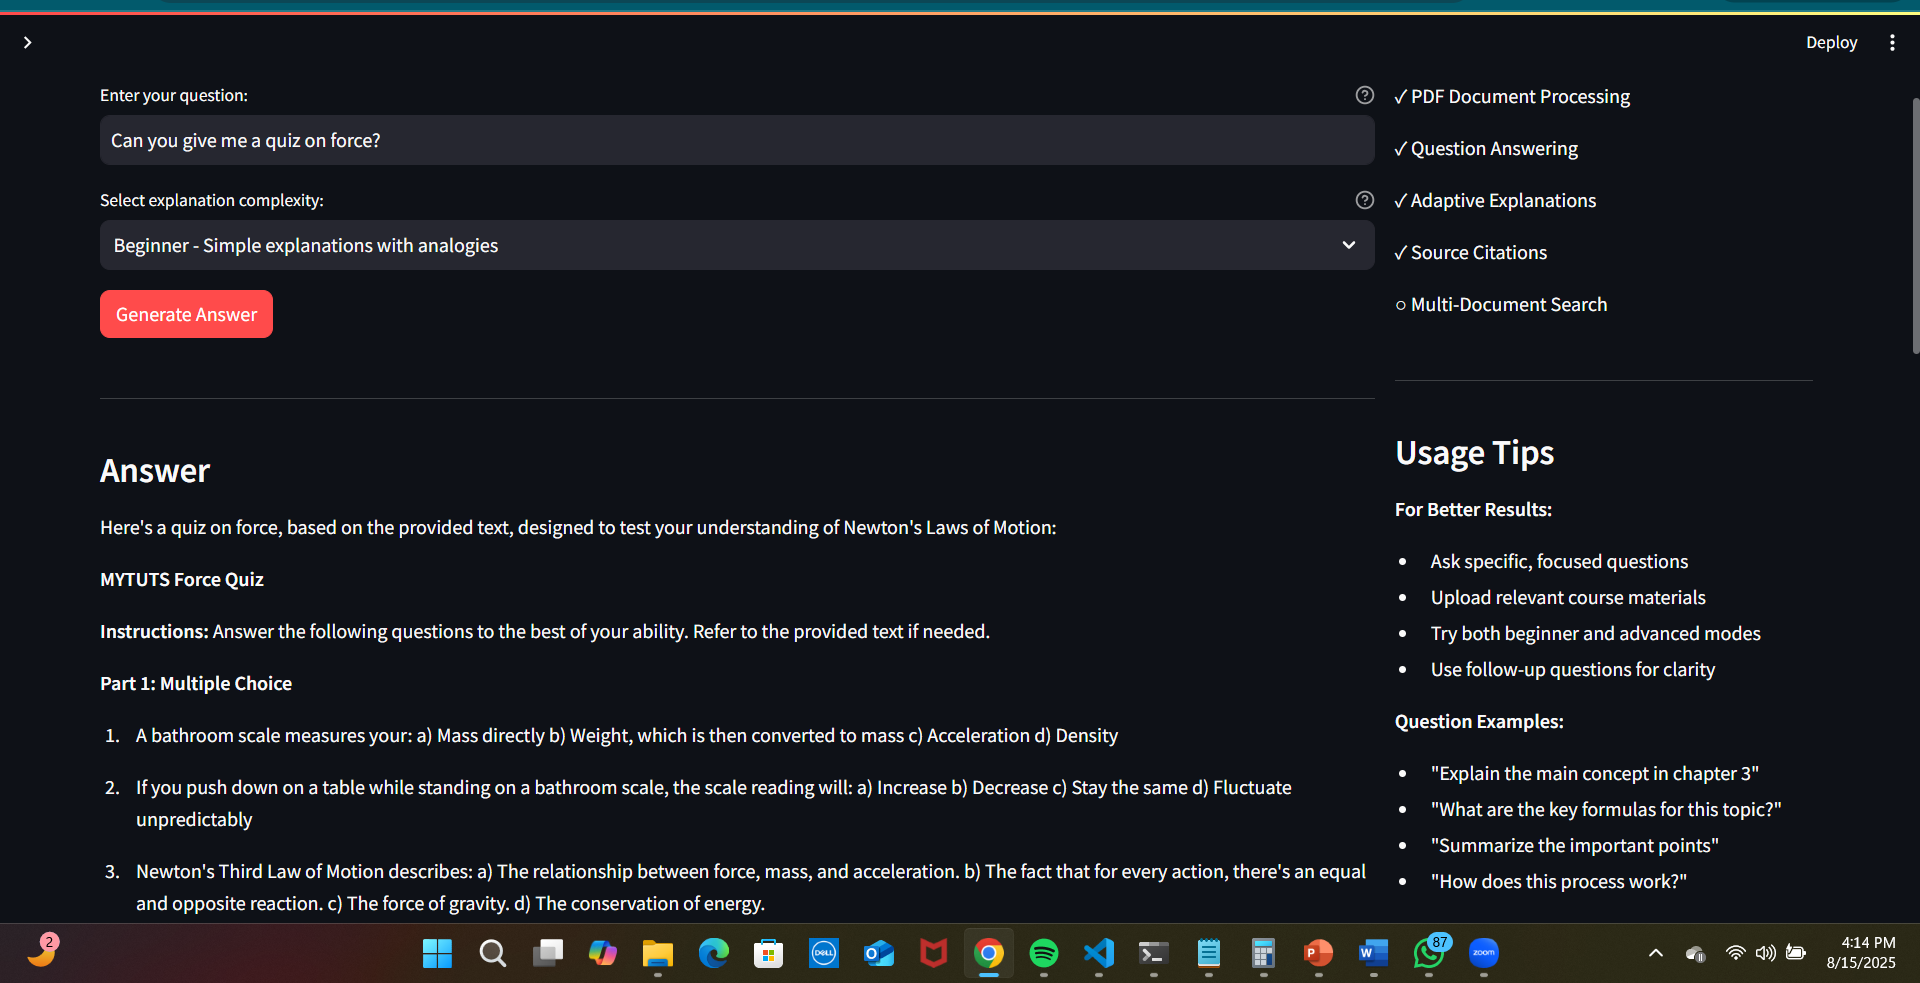 Deploy
Enter your question:
Can you give me a quiz on force?
Select explanation complexity:
Beginner - Simple explanations with analogies
Generate Answer
Answer
Here's a quiz on force, based on the provided text, designed to test your understanding of Newton's Laws of Motion:
MYTUTS Force Quiz
Instructions: Answer the following questions to the best of your ability. Refer to the provided text if needed.
Part 1: Multiple Choice
1. A bathroom scale measures your: a) Mass directly b) Weight, which is then converted to mass c) Acceleration d) Density
2. If you push down on a table while standing on a bathroom scale, the scale reading will: a) Increase b) Decrease c) Stay the same d) Fluctuate
unpredictably
3. Newton's Third Law of Motion describes: a) The relationship between force, mass, and acceleration. b) The fact that for every action, there's an equal
and opposite reaction. c) The force of gravity. d) The conservation of energy.
✓ PDF Document Processing
✓ Question Answering
✓ Adaptive Explanations
✓ Source Citations
○ Multi-Document Search
Usage Tips
For Better Results:
• Ask specific, focused questions
• Upload relevant course materials
• Try both beginner and advanced modes
• Use follow-up questions for clarity
Question Examples:
• "Explain the main concept in chapter 3"
• "What are the key formulas for this topic?"
• "Summarize the important points"
• "How does this process work?"
2
DELL
87
zoom
4:14 PM
8/15/2025